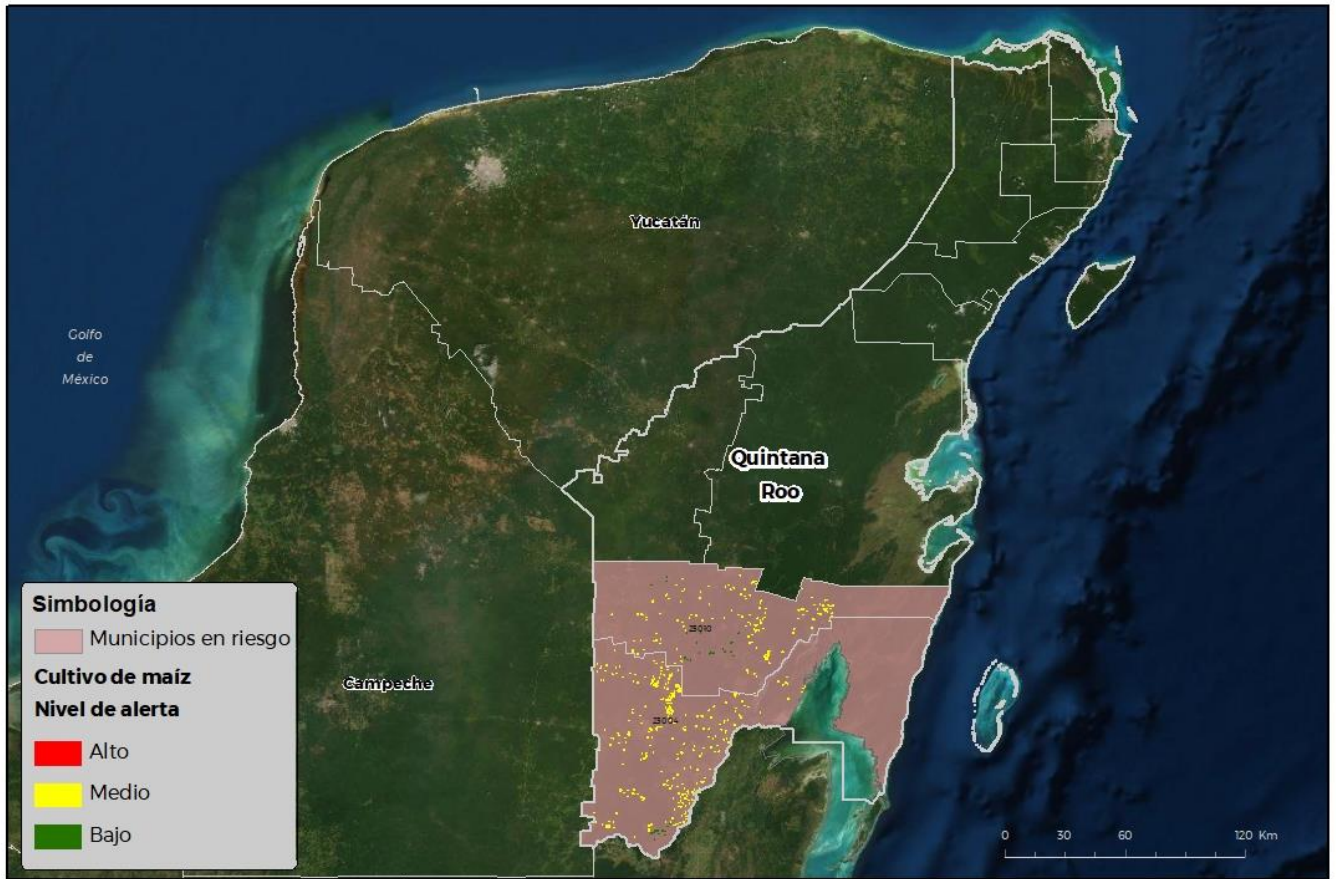 Yucatán
Golfo
de
México
Quintana
Roo
23010
23004
Campeche
Simbología
Municipios en riesgo
Cultivo de maíz
Nivel de alerta
Alto
Medio
Bajo
0 30 60 120 Km